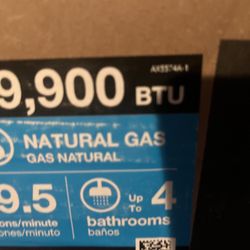 AX5574A-1
9,900 BTU
NATURAL GAS
GAS NATURAL
9.5
ons/minute
ones/minuto
Up To 4
bathrooms
baños